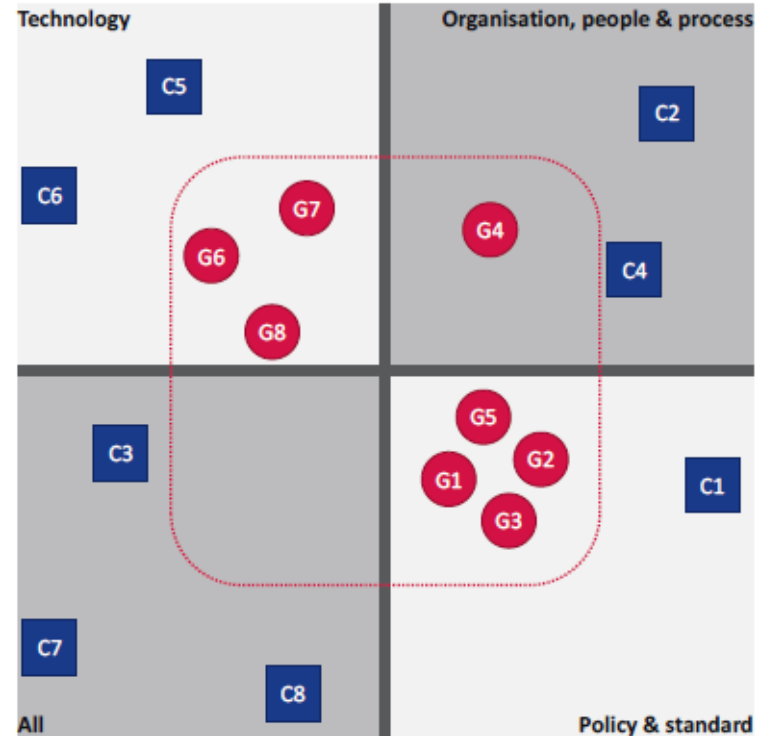 Technology
Organisation, people & process
C5
C2
C6
G7
G4
G6
C4
G8
G5
C3
G2
G1
C1
G3
C7
C8
All
Policy & standard